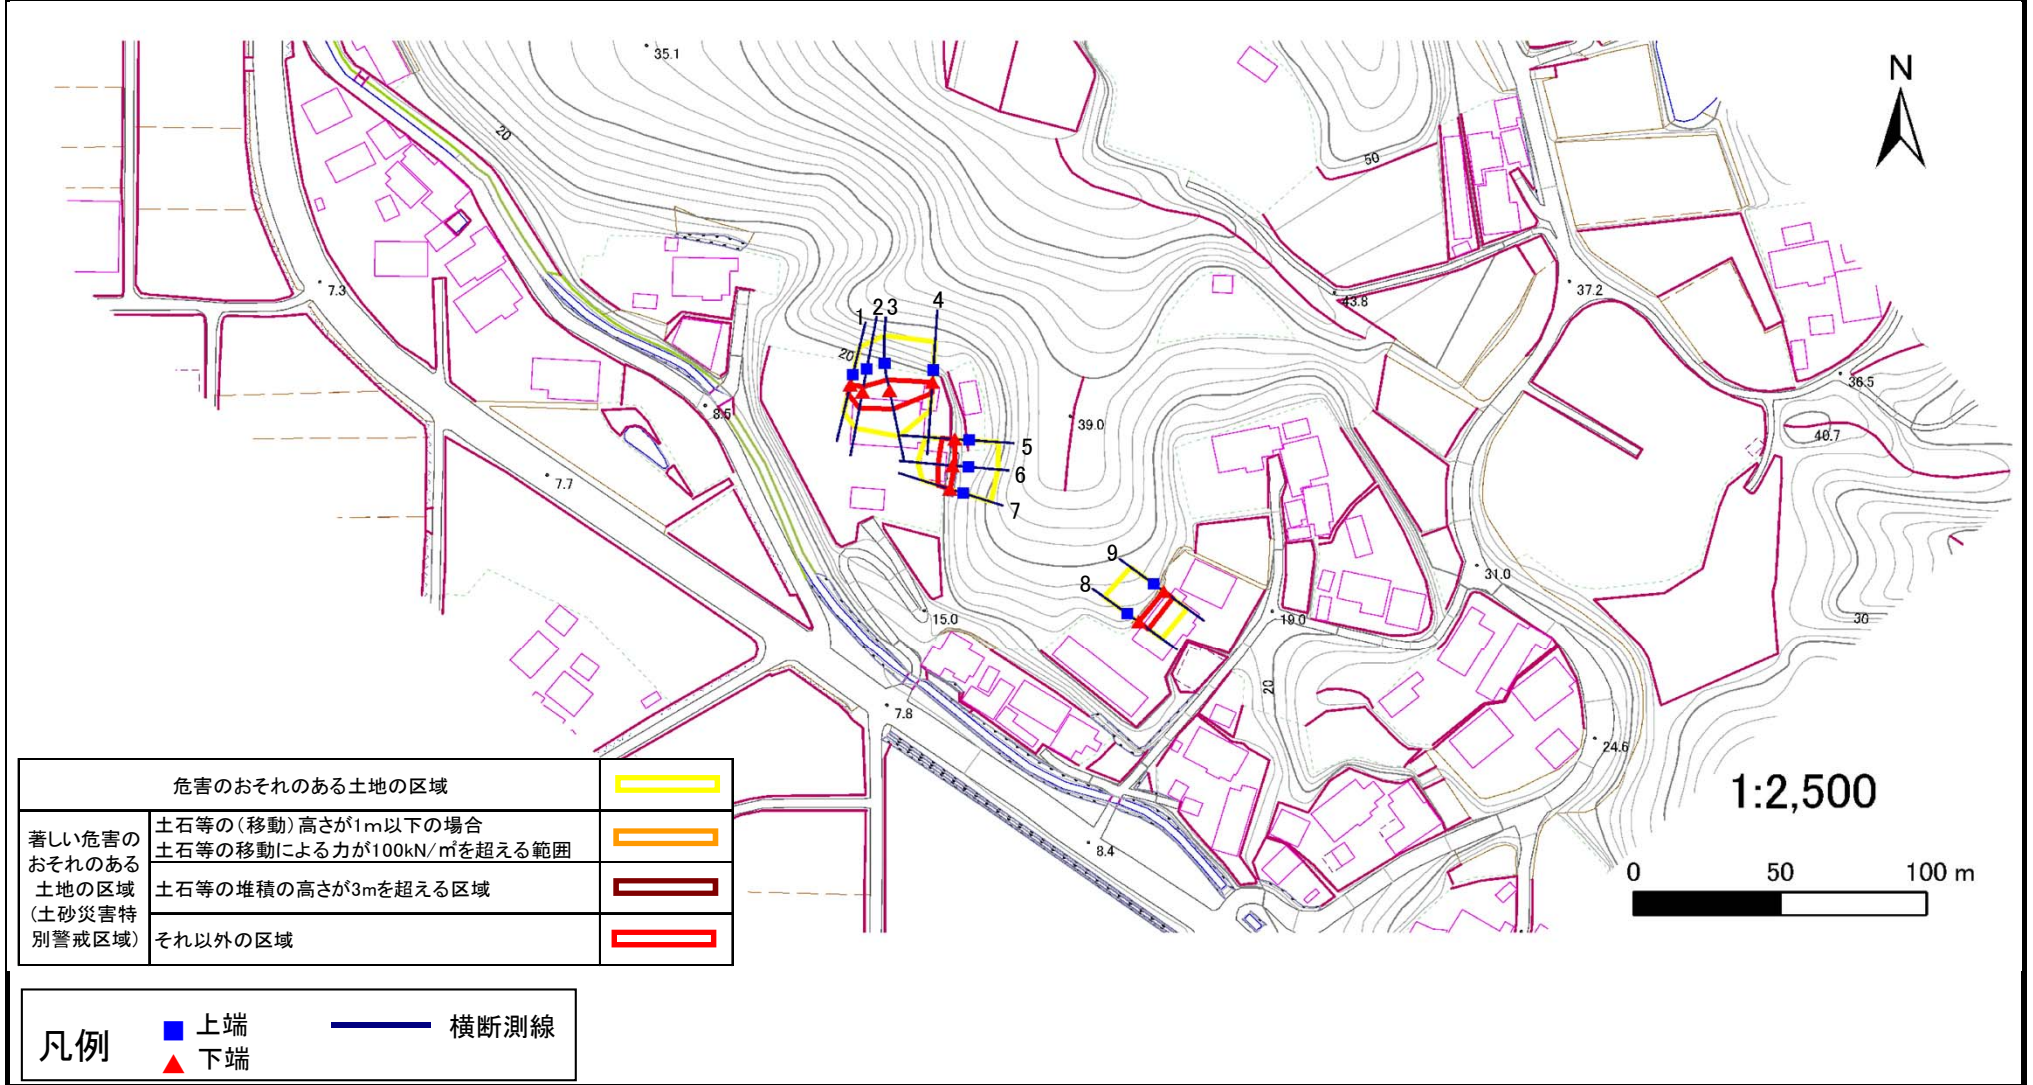 35.1
N
20
50
7.3
37.2
43.8
1
2
3
4
20
36.5
8.5
39.0
40.7
5
6
7
7.7
9
8
31.0
15.0
19.0
30
20
7.8
24.6
8.4
1:2,500
0 50 100 m
危害のおそれのある土地の区域
著しい危害の
おそれのある
土地の区域
(土砂災害特
別警戒区域)
土石等の(移動)高さが1m以下の場合
土石等の移動による力が100kN/㎡を超える範囲
土石等の堆積の高さが3mを超える区域
それ以外の区域
凡例
上端
下端
横断測線